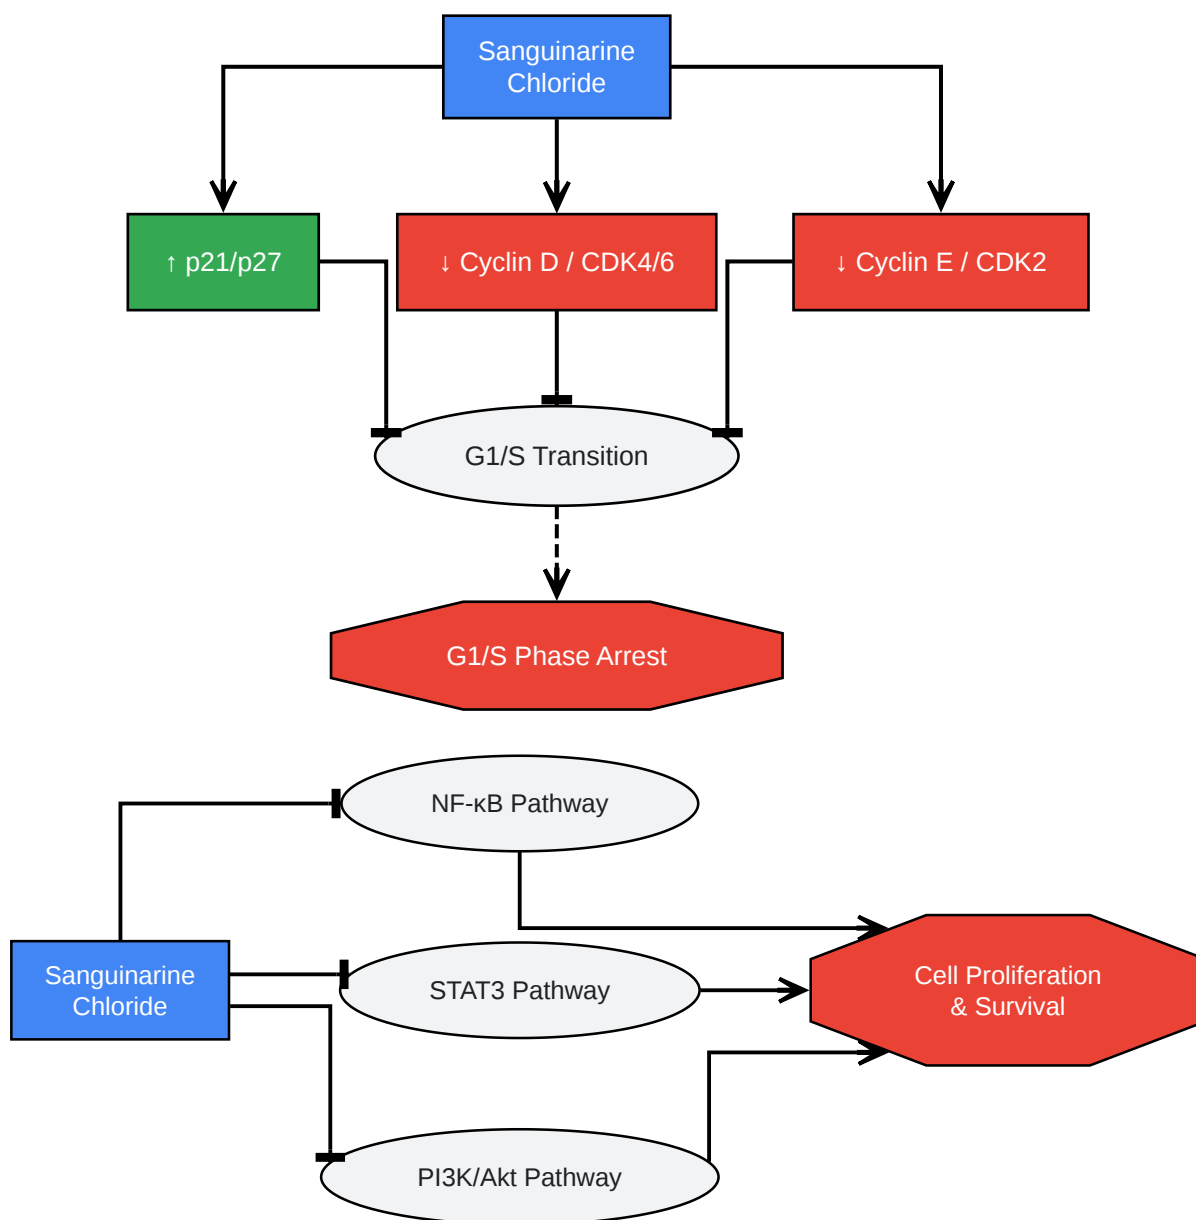 Sanguinarine
Chloride
↑ p21/p27
↓ Cyclin D / CDK4/6
↓ Cyclin E / CDK2
G1/S Transition
G1/S Phase Arrest
NF-κB Pathway
Sanguinarine
Chloride
STAT3 Pathway
Cell Proliferation
& Survival
PI3K/Akt Pathway